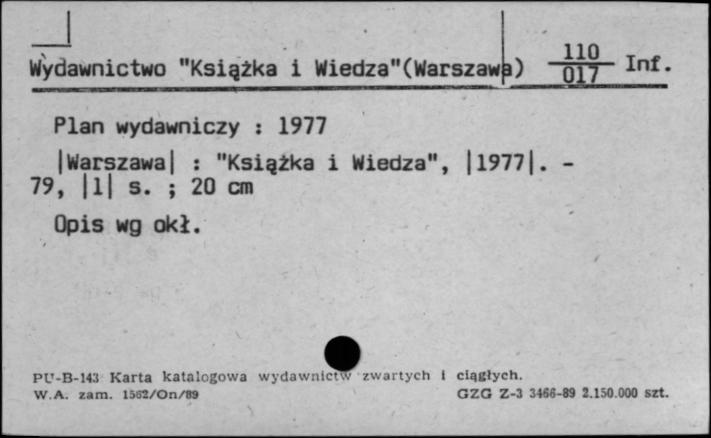 Wydawnictwo "Książka i Wiedza"(Warszawa) 110/017 Inf.
Plan wydawniczy : 1977
|Warszawa| : "Książka i Wiedza", |1977|. -
79, |1| s. ; 20 cm
Opis wg okł.
PU-B-143 Karta katalogowa wydawnictw zwartych i ciągłych.
W.A. zam. 1562/On/89 GZG Z-3 3466-89 2.150.000 szt.